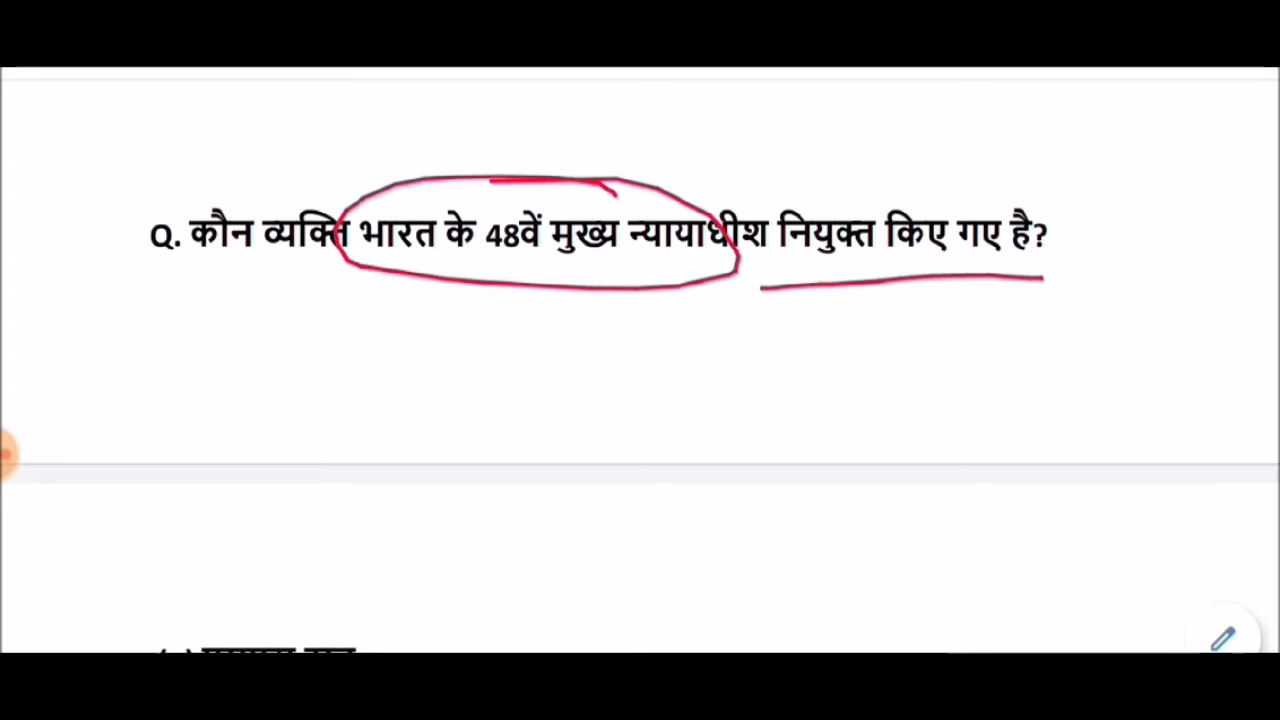 Q. कौन व्यक्ति भारत के 48वें मुख्य न्यायाधीश नियुक्त किए गए है?